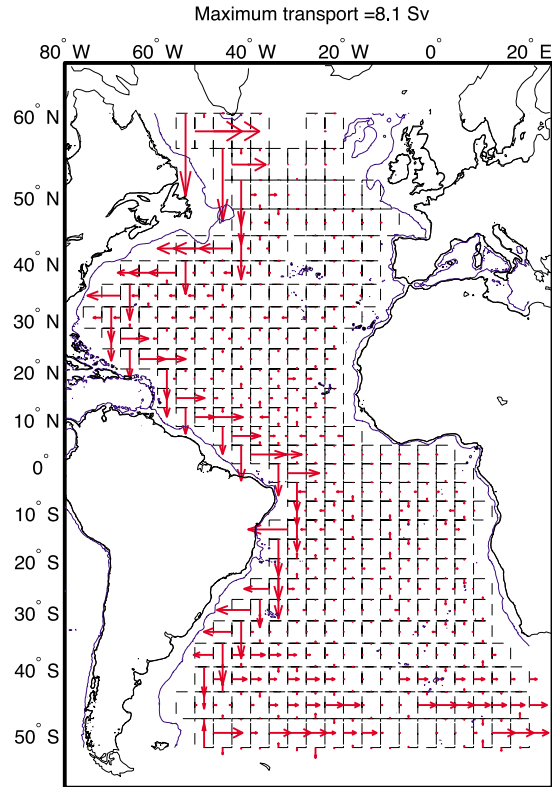 Maximum transport =8.1 Sv
80° W 60° W 40° W 20° W 0° E 20° E
60° N
50° N
40° N
30° N
20° N
10° N
0°
10° S
20° S
30° S
40° S
50° S